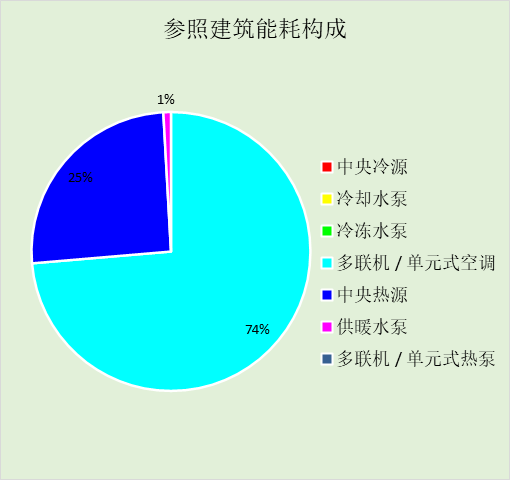 参照建筑能耗构成
1%
25%
74%
中央冷源
冷却水泵
冷冻水泵
多联机 / 单元式空调
中央热源
供暖水泵
多联机 / 单元式热泵